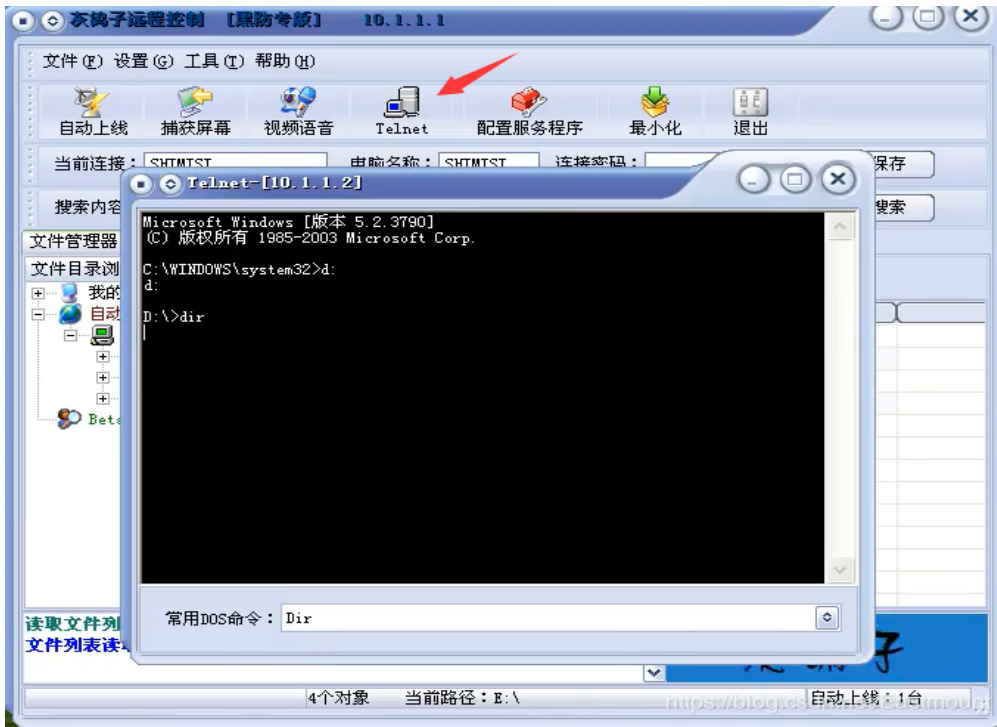 灰鸽子远程控制 [黑防专版] 10.1.1.1
文件(F) 设置(G) 工具(T) 帮助(H)
自动上线 捕获屏幕 视频语音 Telnet 配置服务程序 最小化 退出
当前连接: SHIMISI 电脑名称: SHIMISI 连接密码: 保存
Telnet-[10.1.1.2]
搜索内容 搜索
Microsoft Windows [版本 5.2.3790]
(C) 版权所有 1985-2003 Microsoft Corp.
C:\WINDOWS\system32>d:
d:
D:\>dir
文件管理器
文件目录浏
我的
自动
Beta
常用DOS命令: Dir
读取文件列
文件列表读
4个对象 当前路径:E:\ 自动上线:1台